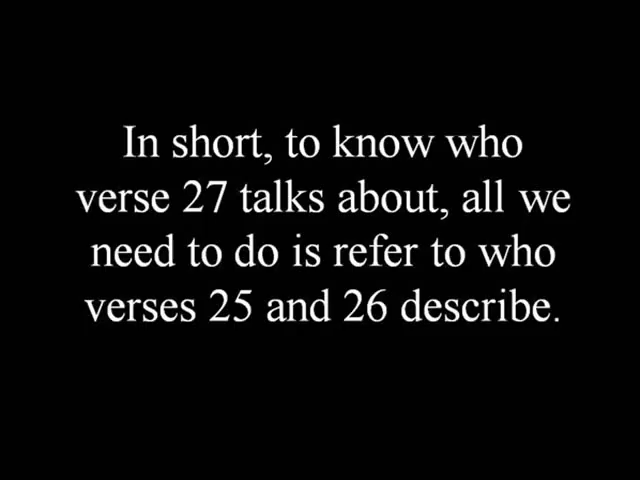 In short, to know who
verse 27 talks about, all we
need to do is refer to who
verses 25 and 26 describe.